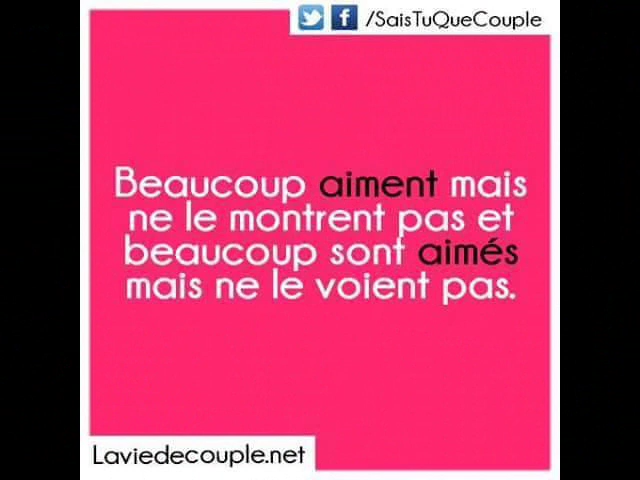 /SaisTuQueCouple
Beaucoup aiment mais
ne le montrent pas et
beaucoup sont aimés
mais ne le voient pas.
Laviedecouple.net